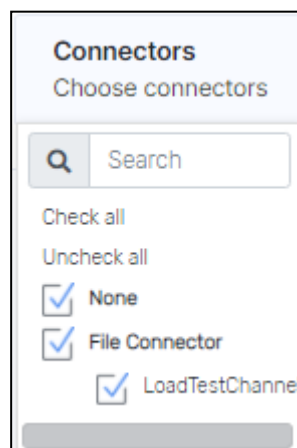 Connectors
Choose connectors
Search
Check all
Uncheck all
None
File Connector
LoadTestChanne